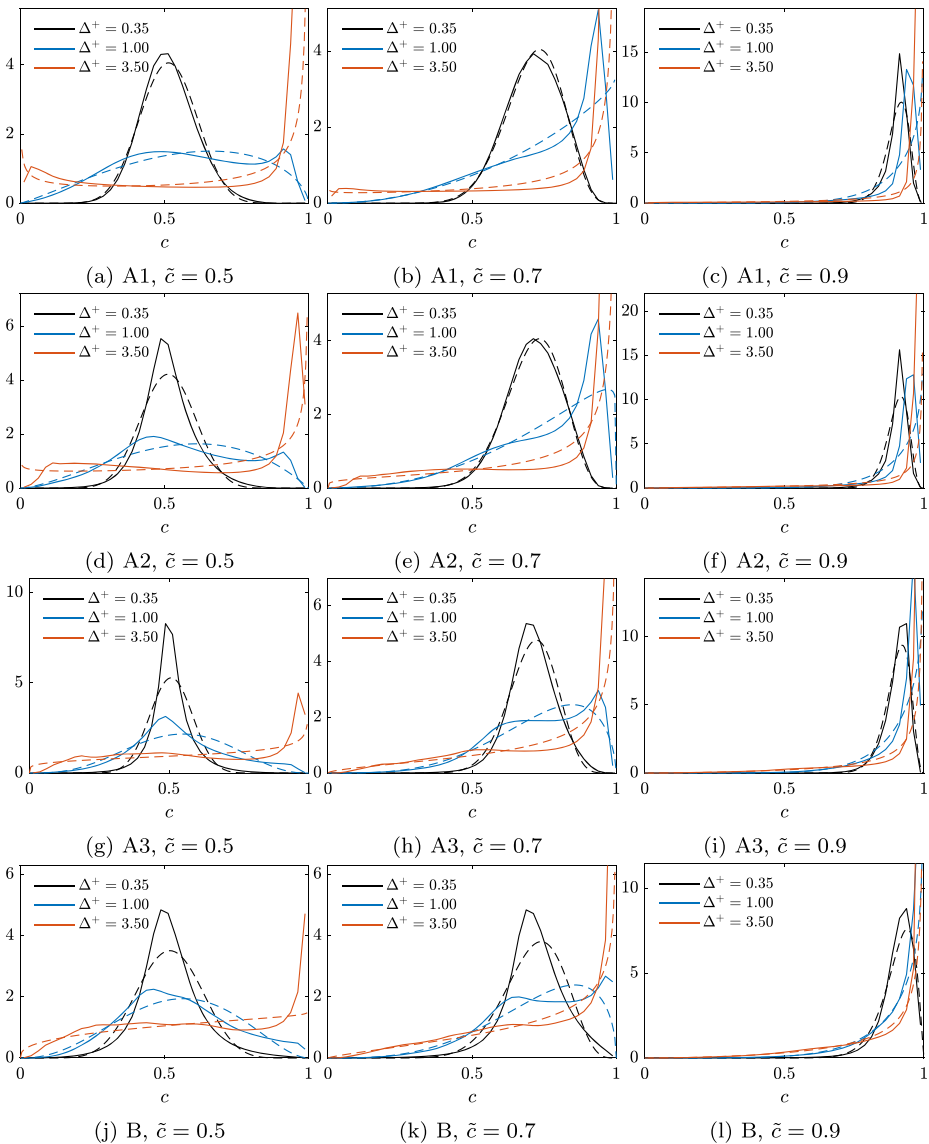 Δ⁺ = 0.35
Δ⁺ = 1.00
Δ⁺ = 3.50
4
2
0
0 0.5 1
c
(a) A1, c̃ = 0.5
Δ⁺ = 0.35
Δ⁺ = 1.00
Δ⁺ = 3.50
4
2
0
0 0.5 1
c
(b) A1, c̃ = 0.7
Δ⁺ = 0.35
Δ⁺ = 1.00
Δ⁺ = 3.50
15
10
5
0
0 0.5 1
c
(c) A1, c̃ = 0.9
Δ⁺ = 0.35
Δ⁺ = 1.00
Δ⁺ = 3.50
6
4
2
0
0 0.5 1
c
(d) A2, c̃ = 0.5
Δ⁺ = 0.35
Δ⁺ = 1.00
Δ⁺ = 3.50
4
2
0
0 0.5 1
c
(e) A2, c̃ = 0.7
Δ⁺ = 0.35
Δ⁺ = 1.00
Δ⁺ = 3.50
20
15
10
5
0
0 0.5 1
c
(f) A2, c̃ = 0.9
Δ⁺ = 0.35
Δ⁺ = 1.00
Δ⁺ = 3.50
10
5
0
0 0.5 1
c
(g) A3, c̃ = 0.5
Δ⁺ = 0.35
Δ⁺ = 1.00
Δ⁺ = 3.50
6
4
2
0
0 0.5 1
c
(h) A3, c̃ = 0.7
Δ⁺ = 0.35
Δ⁺ = 1.00
Δ⁺ = 3.50
10
5
0
0 0.5 1
c
(i) A3, c̃ = 0.9
Δ⁺ = 0.35
Δ⁺ = 1.00
Δ⁺ = 3.50
6
4
2
0
0 0.5 1
c
(j) B, c̃ = 0.5
Δ⁺ = 0.35
Δ⁺ = 1.00
Δ⁺ = 3.50
6
4
2
0
0 0.5 1
c
(k) B, c̃ = 0.7
Δ⁺ = 0.35
Δ⁺ = 1.00
Δ⁺ = 3.50
10
5
0
0 0.5 1
c
(l) B, c̃ = 0.9